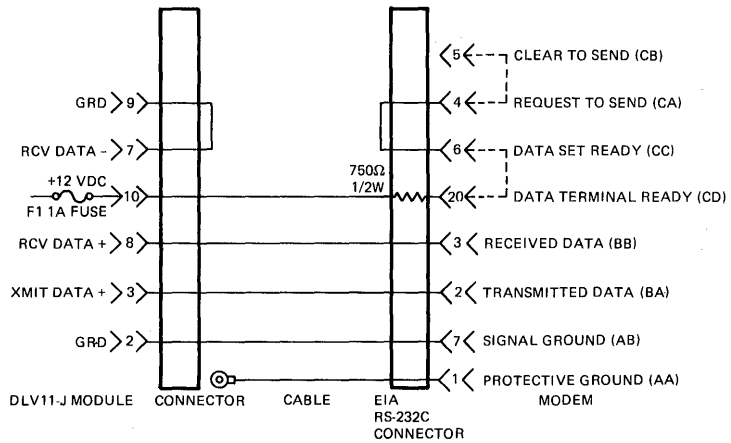 5 CLEAR TO SEND (CB)
GRD 9 4 REQUEST TO SEND (CA)
RCV DATA – 7 6 DATA SET READY (CC)
750Ω
1/2W
+12 VDC
10 20 DATA TERMINAL READY (CD)
F1 1A FUSE
RCV DATA + 8 3 RECEIVED DATA (BB)
XMIT DATA + 3 2 TRANSMITTED DATA (BA)
GRD 2 7 SIGNAL GROUND (AB)
1 PROTECTIVE GROUND (AA)
DLV11-J MODULE CONNECTOR CABLE EIA MODEM
RS-232C
CONNECTOR